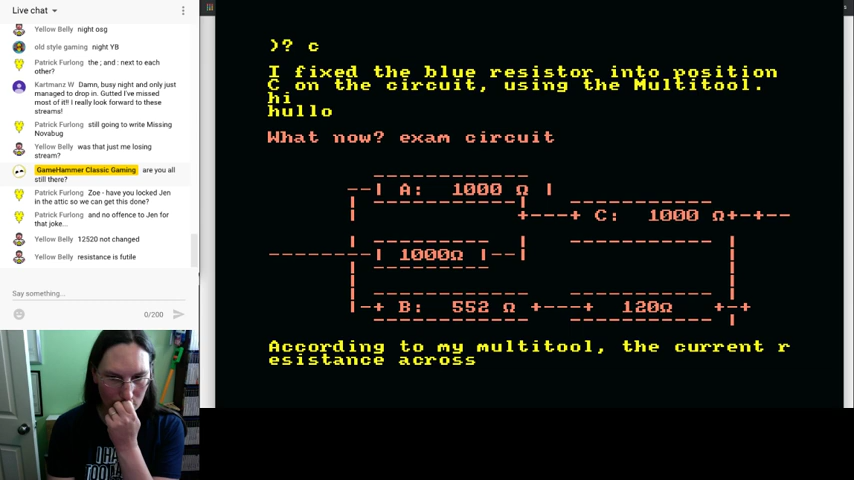 Live chat
Yellow Belly night osg
old style gaming night YB
Patrick Furlong the ; and : next to each
other?
Kartmanz W Damn, busy night and only just
managed to drop in. Gutted I've missed
most of it!! I really look forward to these
streams!
Patrick Furlong still going to write Missing
Novabug
Yellow Belly was that just me losing
stream?
GameHammer Classic Gaming are you all
still there?
Patrick Furlong Zoe - have you locked Jen
in the attic so we can get this done?
Patrick Furlong and no offence to Jen for
that joke...
Yellow Belly 12520 not changed
Yellow Belly resistance is futile
Say something...
0/200
)? c
I fixed the blue resistor into position
C on the circuit, using the Multitool.
hi
hullo
What now? exam circuit
A: 1000 Ω
C: 1000 Ω
1000Ω
B: 552 Ω
120Ω
According to my multitool, the current r
esistance across